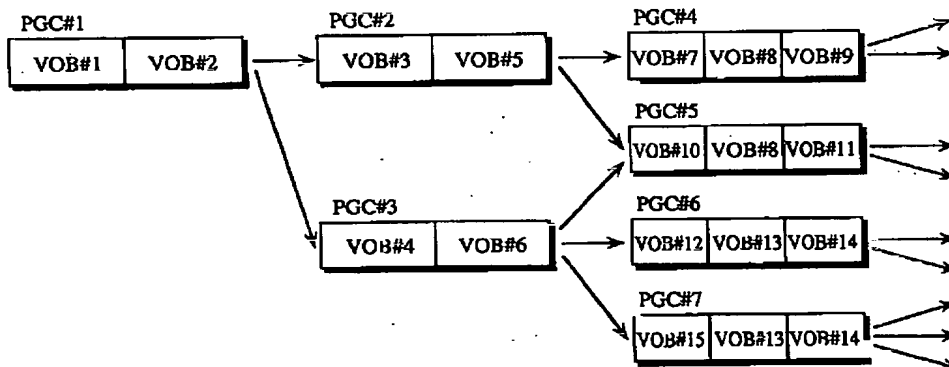 PGC#1
VOB#1 VOB#2
PGC#2
VOB#3 VOB#5
PGC#4
VOB#7 VOB#8 VOB#9
PGC#5
VOB#10 VOB#8 VOB#11
PGC#3
VOB#4 VOB#6
PGC#6
VOB#12 VOB#13 VOB#14
PGC#7
VOB#15 VOB#13 VOB#14